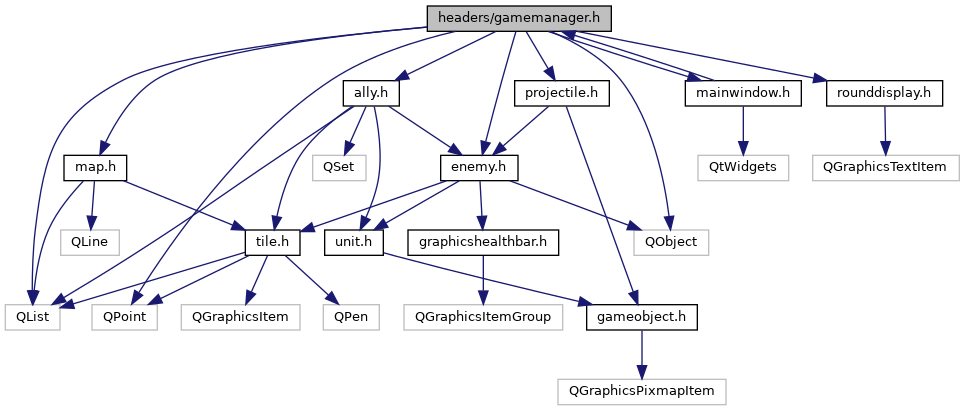 headers/gamemanager.h
ally.h
projectile.h
mainwindow.h
rounddisplay.h
map.h
QSet
enemy.h
QtWidgets
QGraphicsTextItem
QLine
tile.h
unit.h
graphicshealthbar.h
QObject
QList
QPoint
QGraphicsItem
QPen
QGraphicsItemGroup
gameobject.h
QGraphicsPixmapItem